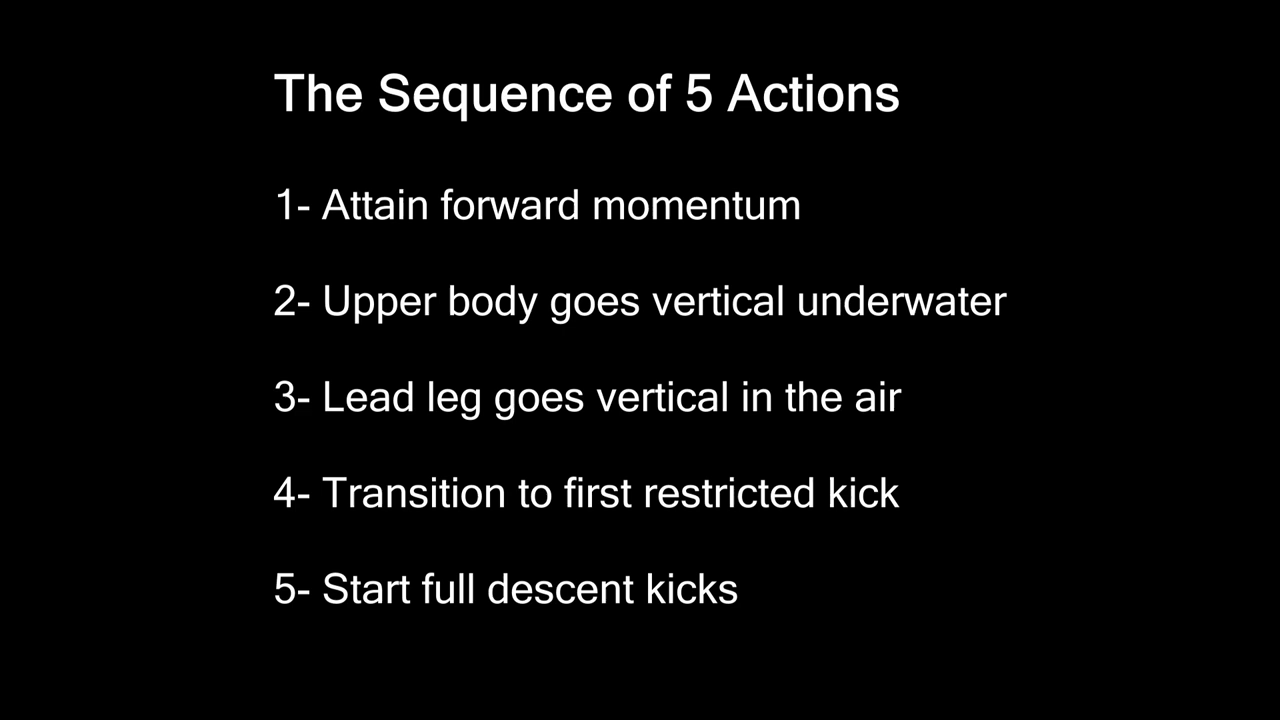 The Sequence of 5 Actions
1- Attain forward momentum
2- Upper body goes vertical underwater
3- Lead leg goes vertical in the air
4- Transition to first restricted kick
5- Start full descent kicks